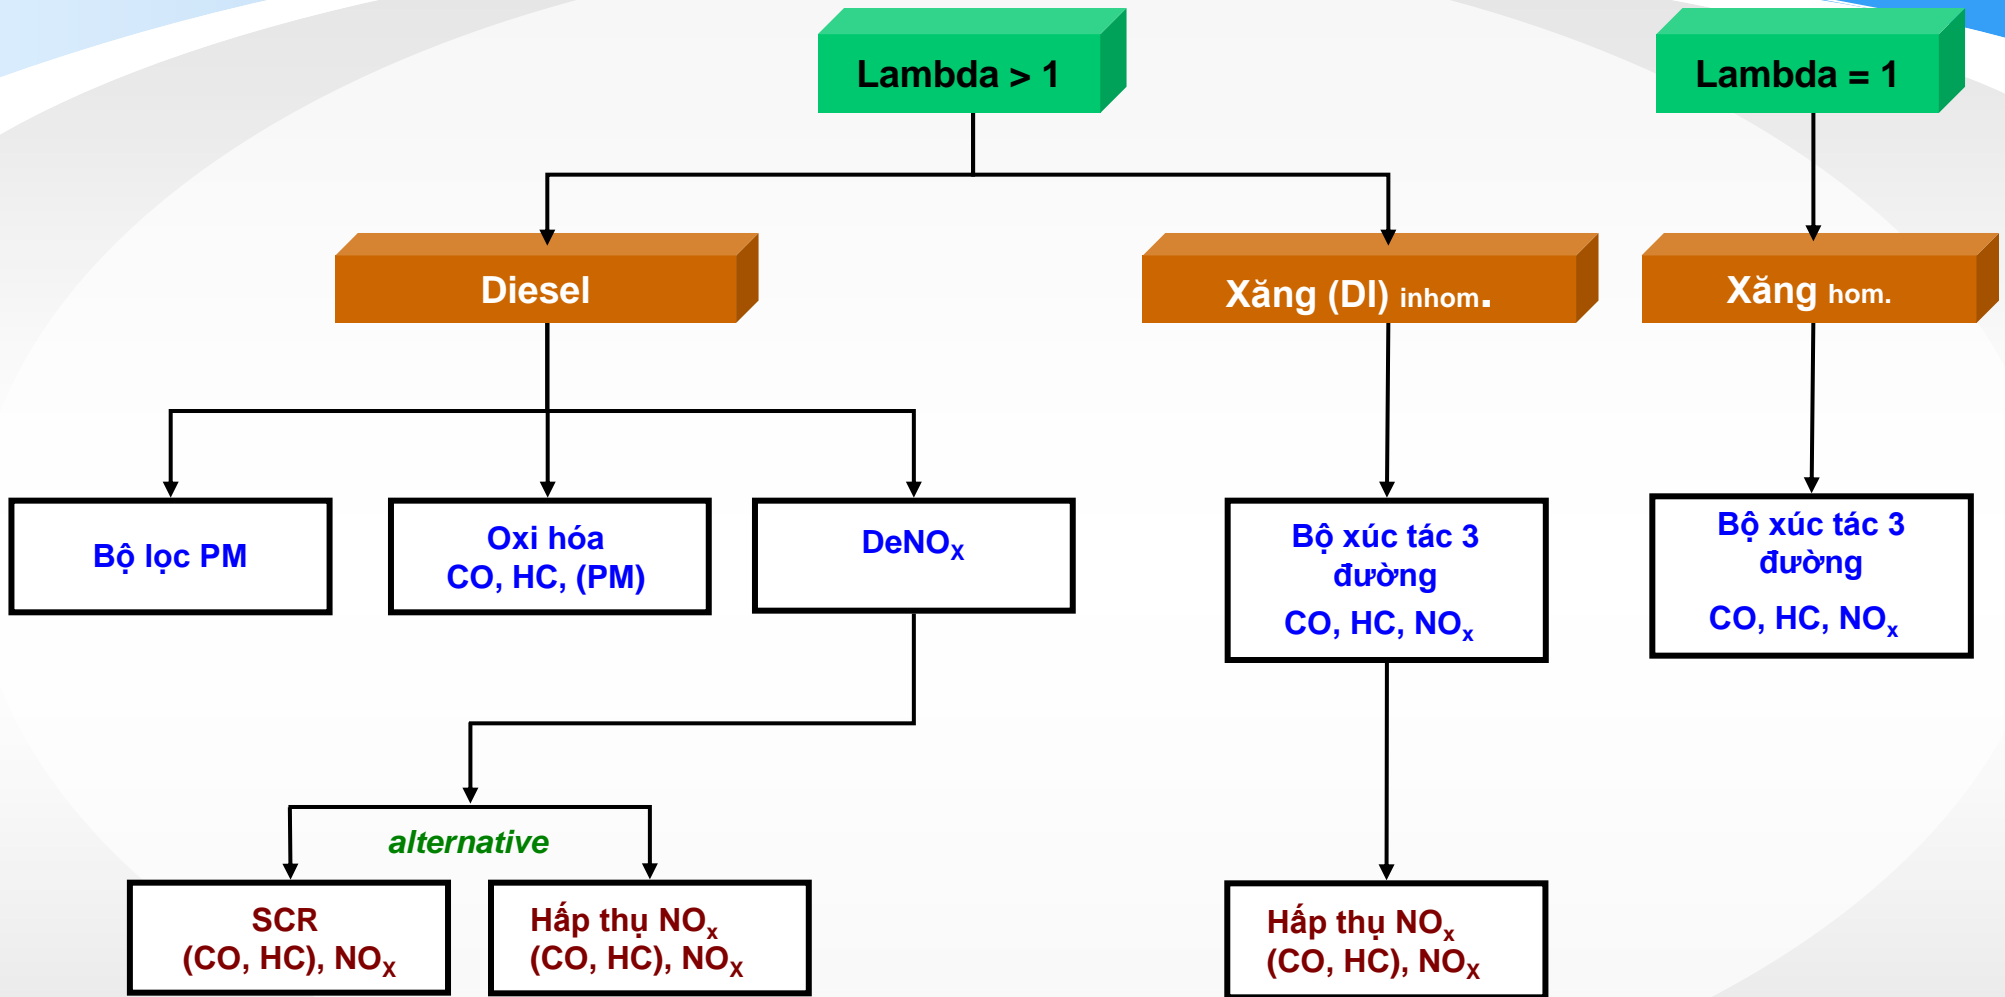 Lambda > 1
Lambda = 1
Diesel
Xăng (DI) inhom.
Xăng hom.
Bộ lọc PM
Oxi hóa
CO, HC, (PM)
DeNOX
Bộ xúc tác 3
đường
CO, HC, NOx
Bộ xúc tác 3
đường
CO, HC, NOx
alternative
SCR
(CO, HC), NOX
Hấp thụ NOx
(CO, HC), NOX
Hấp thụ NOx
(CO, HC), NOX